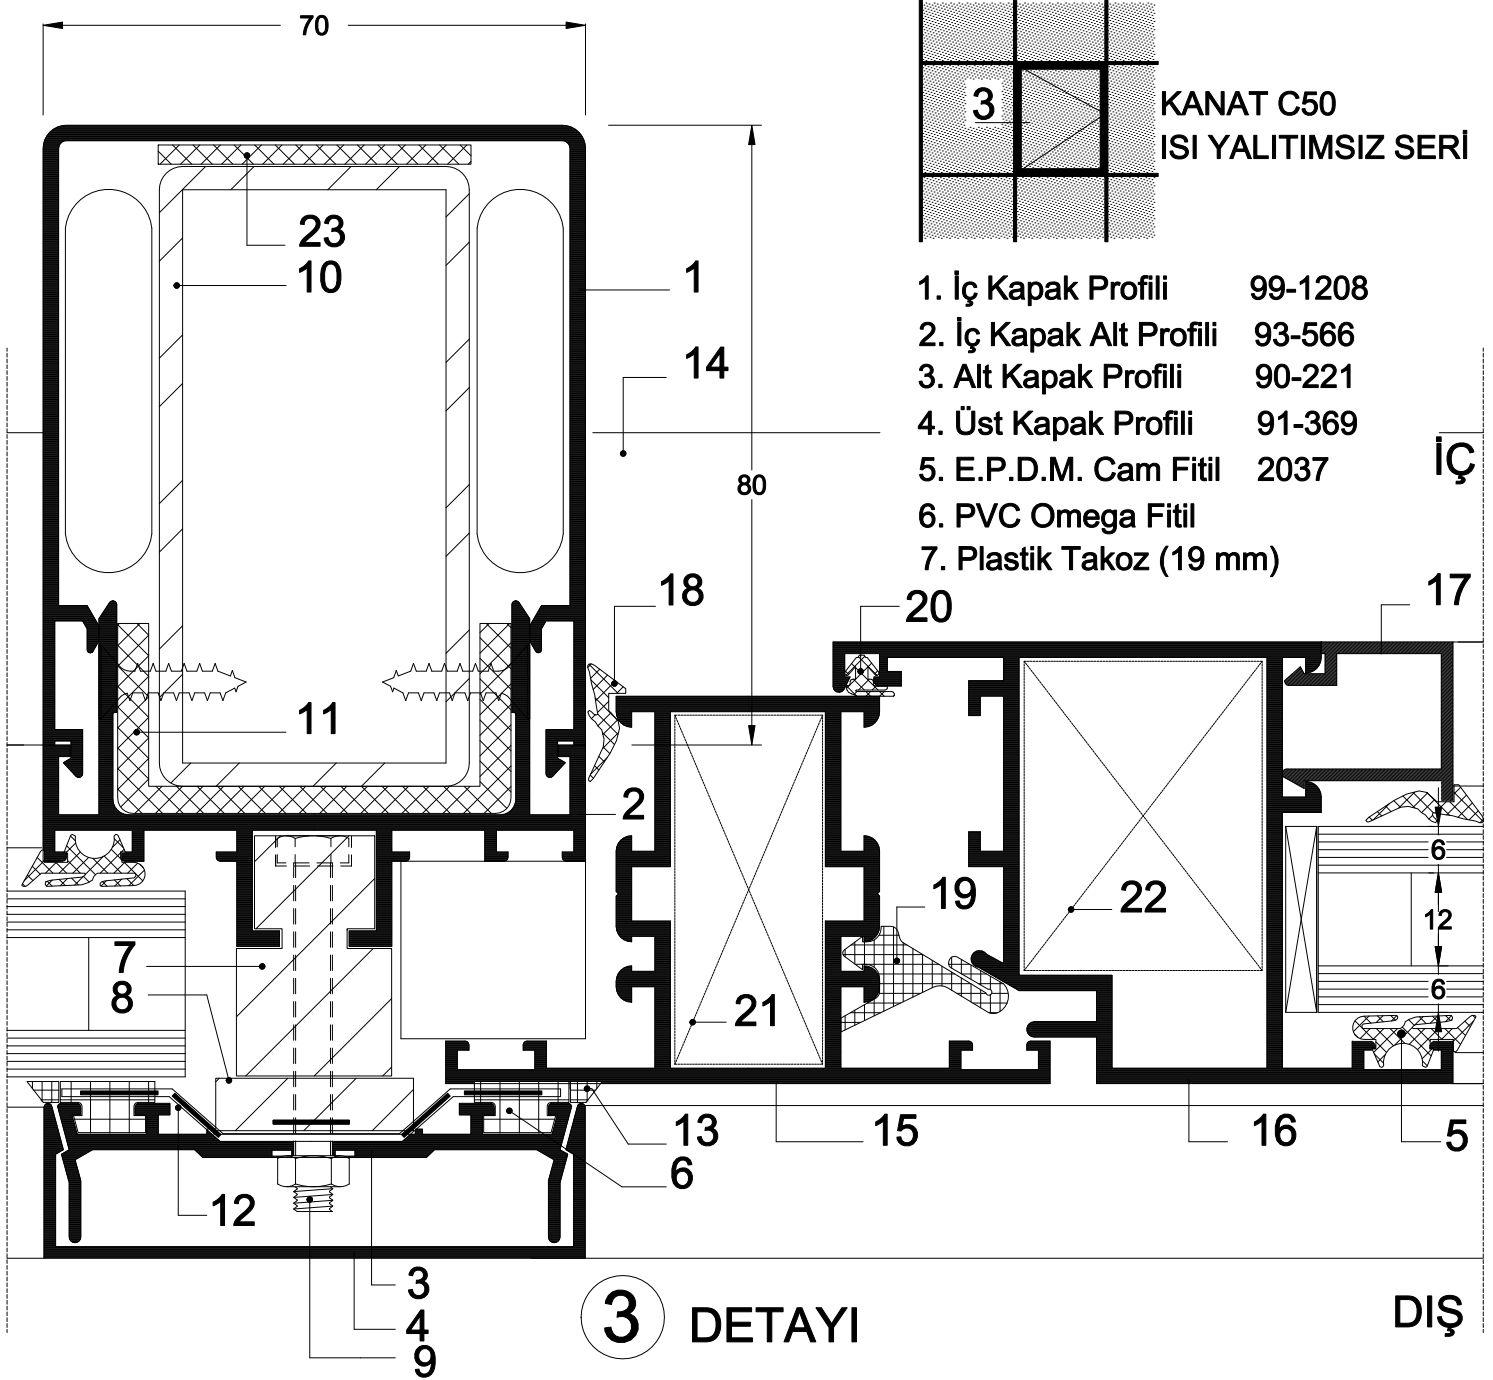 70
3
KANAT C50
ISI YALITIMSIZ SERİ
23
10
1
14
80
1. İç Kapak Profili 99-1208
2. İç Kapak Alt Profili 93-566
3. Alt Kapak Profili 90-221
4. Üst Kapak Profili 91-369
5. E.P.D.M. Cam Fitil 2037
6. PVC Omega Fitil
7. Plastik Takoz (19 mm)
İÇ
18
20
17
11
2
6
12
6
19
22
7
8
21
13
15
16
5
6
12
3
4
9
3 DETAYI
DIŞ